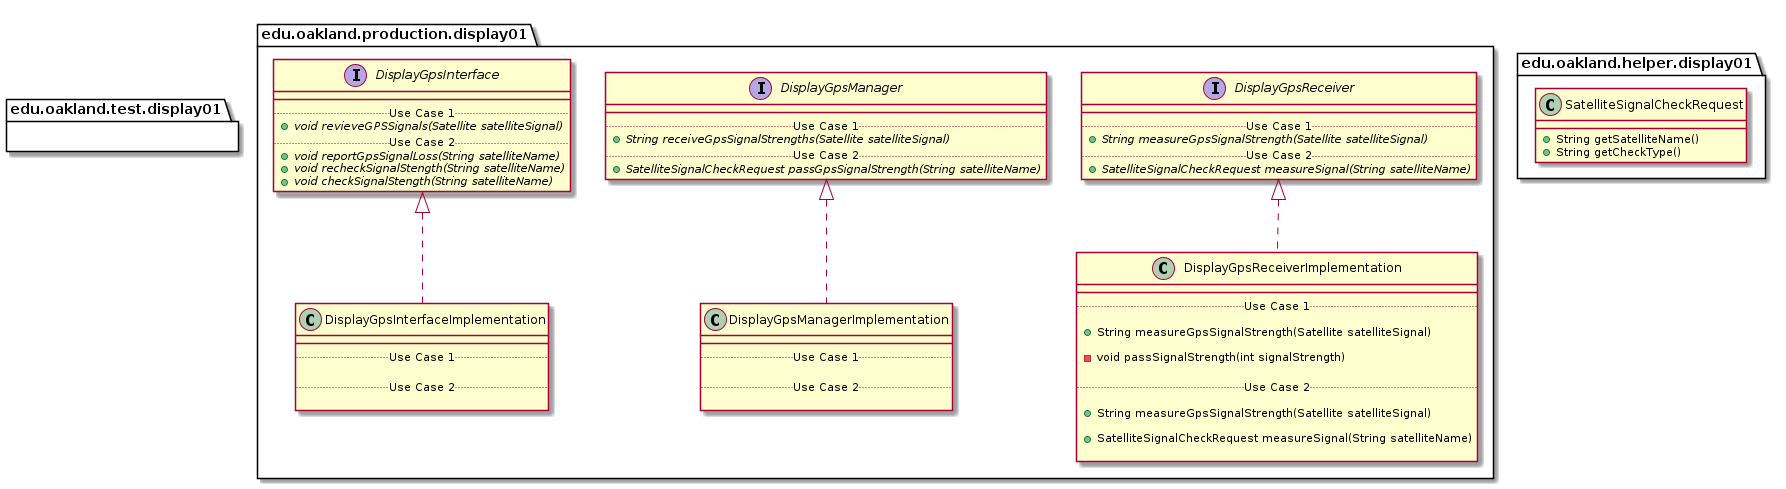 edu.oakland.test.display01
edu.oakland.production.display01
I DisplayGpsInterface
Use Case 1
void revieveGPSSignals(Satellite satelliteSignal)
Use Case 2
void reportGpsSignalLoss(String satelliteName)
void recheckSignalStength(String satelliteName)
void checkSignalStength(String satelliteName)
I DisplayGpsManager
Use Case 1
String receiveGpsSignalStrengths(Satellite satelliteSignal)
Use Case 2
SatelliteSignalCheckRequest passGpsSignalStrength(String satelliteName)
I DisplayGpsReceiver
Use Case 1
String measureGpsSignalStrength(Satellite satelliteSignal)
Use Case 2
SatelliteSignalCheckRequest measureSignal(String satelliteName)
C DisplayGpsInterfaceImplementation
Use Case 1
Use Case 2
C DisplayGpsManagerImplementation
Use Case 1
Use Case 2
C DisplayGpsReceiverImplementation
Use Case 1
String measureGpsSignalStrength(Satellite satelliteSignal)
void passSignalStrength(int signalStrength)
Use Case 2
String measureGpsSignalStrength(Satellite satelliteSignal)
SatelliteSignalCheckRequest measureSignal(String satelliteName)
edu.oakland.helper.display01
C SatelliteSignalCheckRequest
String getSatelliteName()
String getCheckType()